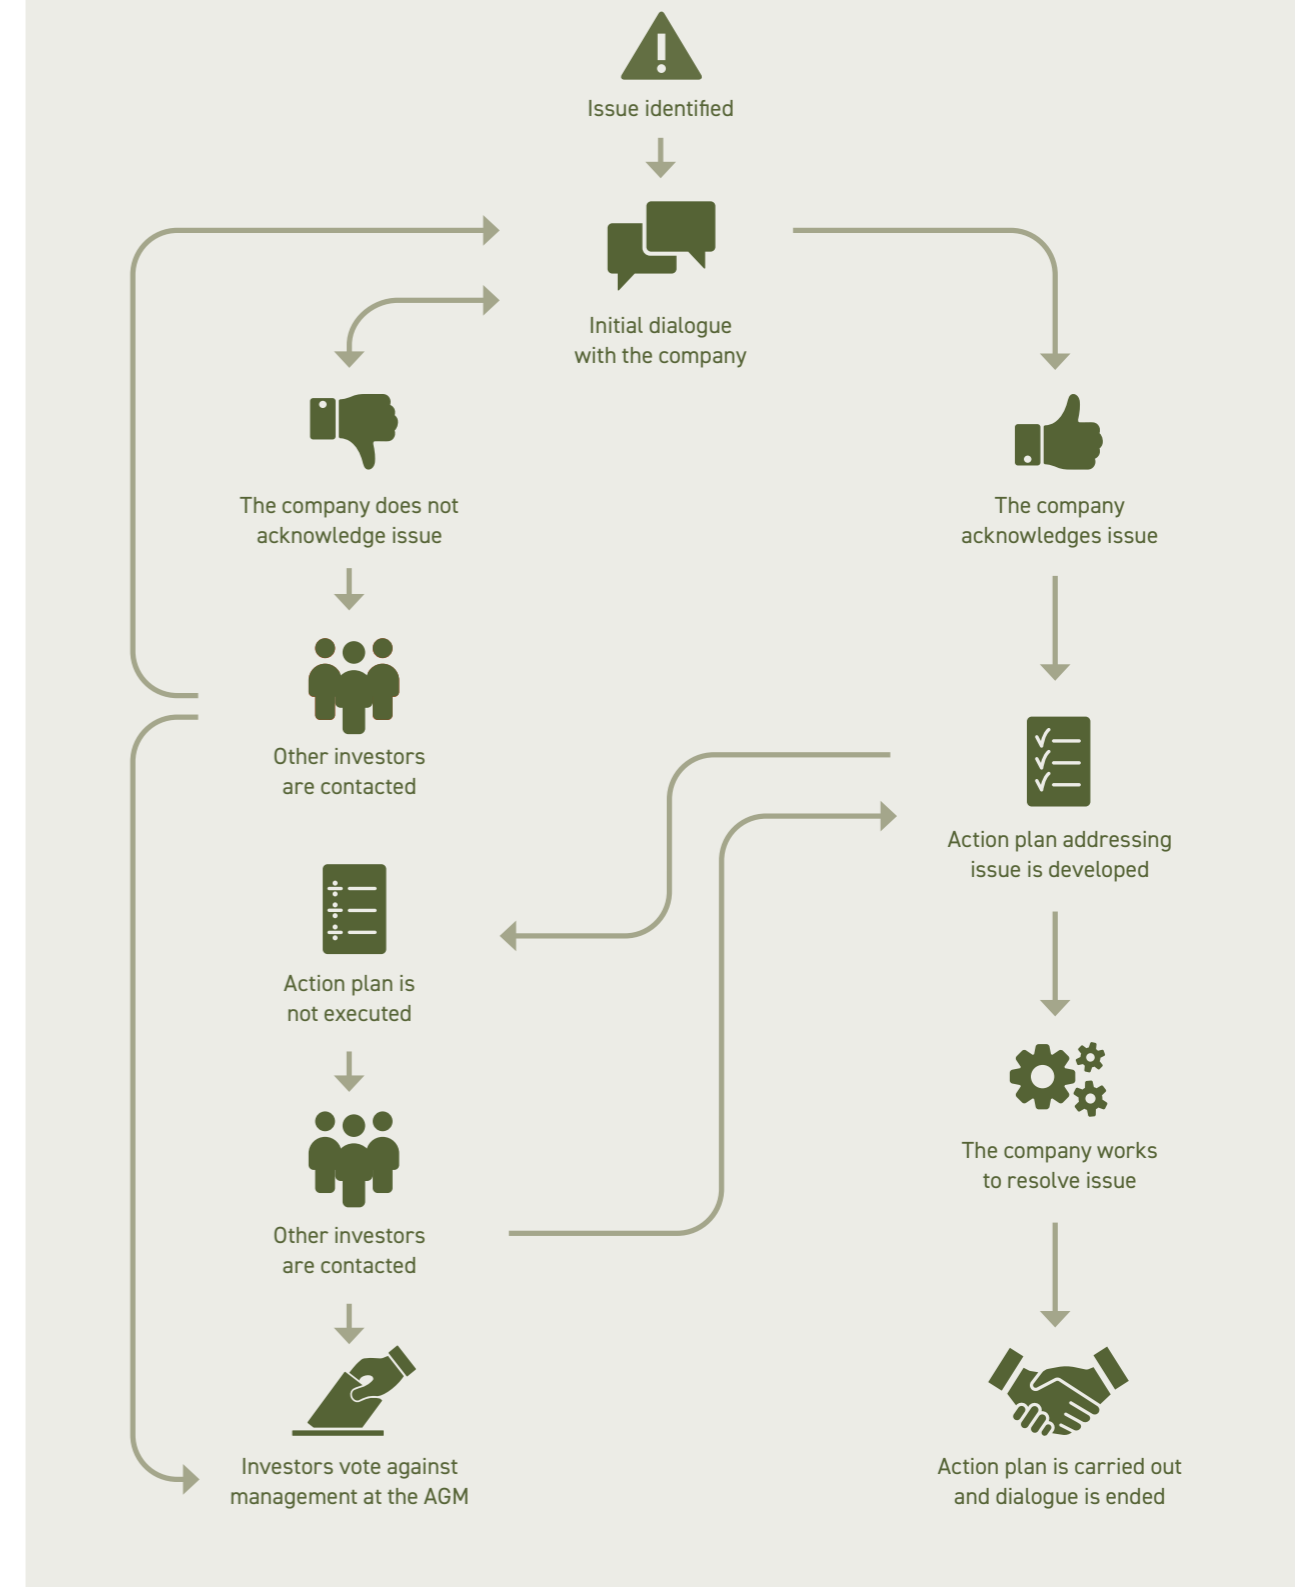 Issue identified
Initial dialogue
with the company
The company does not
acknowledge issue
The company
acknowledges issue
Other investors
are contacted
Action plan addressing
issue is developed
Action plan is
not executed
The company works
to resolve issue
Other investors
are contacted
Investors vote against
management at the AGM
Action plan is carried out
and dialogue is ended